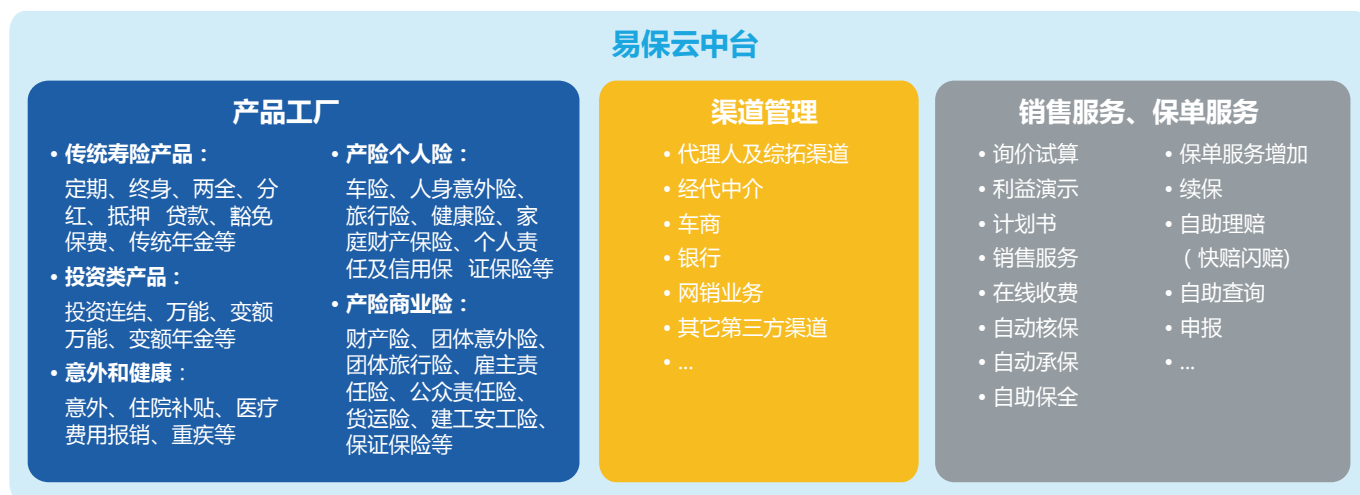 易保云中台
产品工厂
• 传统寿险产品：
定期、终身、两全、分
红、抵押 贷款、豁免
保费、传统年金等
• 投资类产品：
投资连结、万能、变额
万能、变额年金等
• 意外和健康：
意外、住院补贴、医疗
费用报销、重疾等
• 产险个人险：
车险、人身意外险、
旅行险、健康险、家
庭财产保险、个人责
任及信用保 证保险等
• 产险商业险：
财产险、团体意外险、
团体旅行险、雇主责
任险、公众责任险、
货运险、建工安工险、
保证保险等
渠道管理
• 代理人及综拓渠道
• 经代中介
• 车商
• 银行
• 网销业务
• 其它第三方渠道
• ...
销售服务、保单服务
• 询价试算
• 利益演示
• 计划书
• 销售服务
• 在线收费
• 自动核保
• 自动承保
• 自助保全
• 保单服务增加
• 续保
• 自助理赔
（快赔闪赔)
• 自助查询
• 申报
• ...